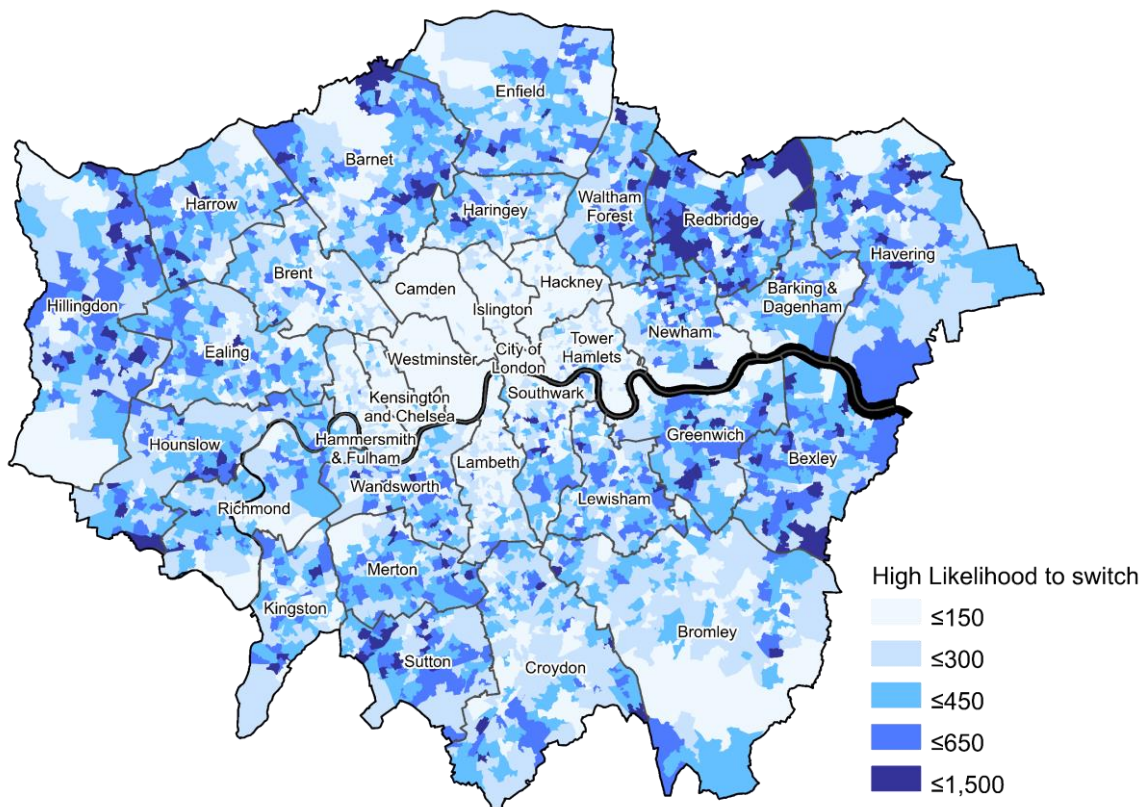 Enfield
Barnet
Harrow
Haringey
Waltham
Forest
Redbridge
Havering
Brent
Camden
Hackney
Islington
Barking &
Dagenham
Hillingdon
Ealing
Newham
Westminster
City of
London
Tower
Hamlets
Kensington
and Chelsea
Southwark
Hounslow
Hammersmith
& Fulham
Greenwich
Bexley
Lambeth
Wandsworth
Lewisham
Richmond
Merton
Kingston
Bromley
Sutton
Croydon
High Likelihood to switch
≤150
≤300
≤450
≤650
≤1,500